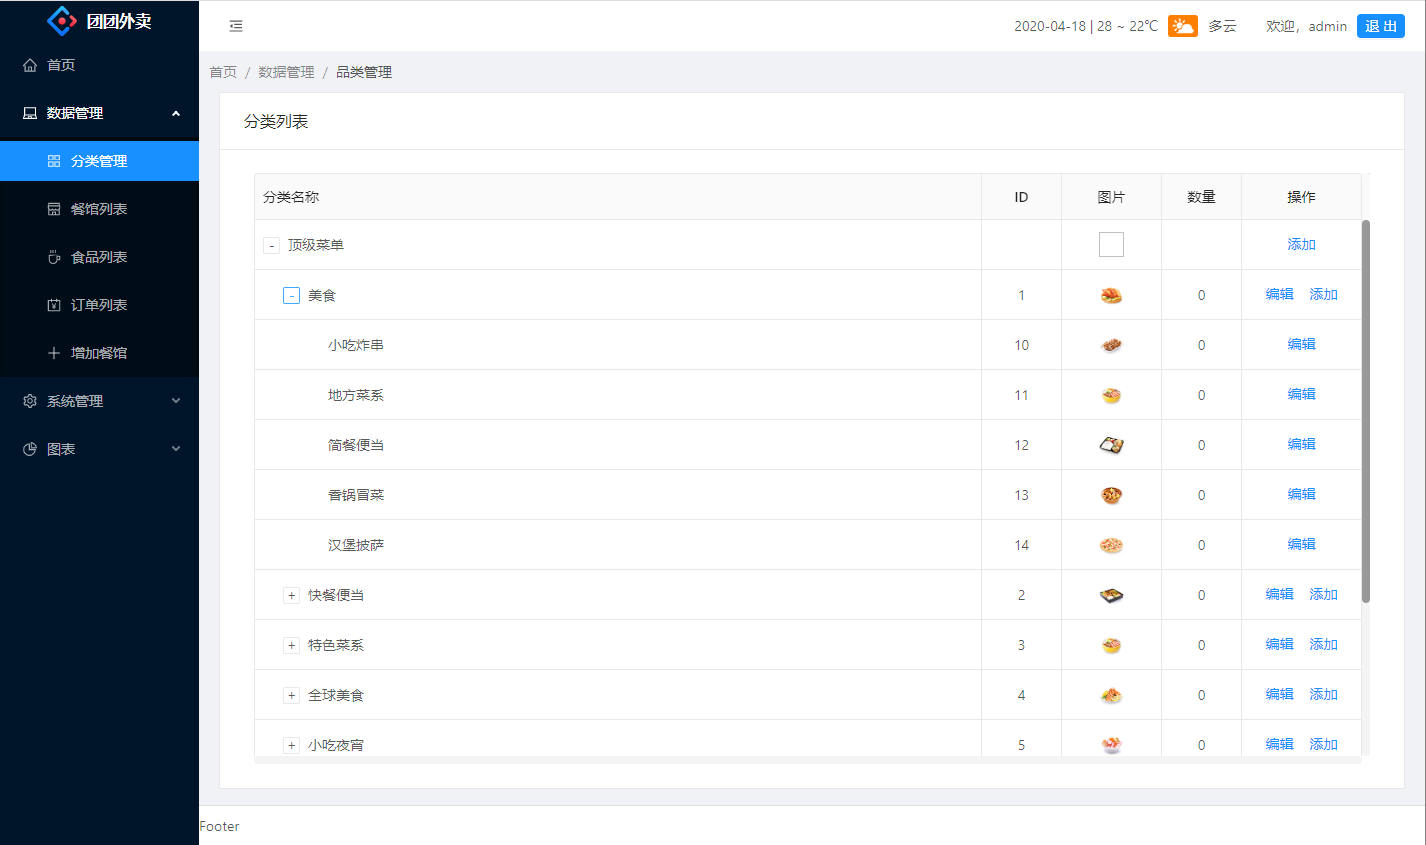 团团外卖
首页
数据管理
分类管理
餐馆列表
食品列表
订单列表
增加餐馆
系统管理
图表
2020-04-18 | 28 ~ 22℃ 多云 欢迎，admin 退 出
首页 / 数据管理 / 品类管理
分类列表
分类名称 ID 图片 数量 操作
- 顶级菜单 添加
- 美食 1 0 编辑 添加
小吃炸串 10 0 编辑
地方菜系 11 0 编辑
简餐便当 12 0 编辑
香锅冒菜 13 0 编辑
汉堡披萨 14 0 编辑
+ 快餐便当 2 0 编辑 添加
+ 特色菜系 3 0 编辑 添加
+ 全球美食 4 0 编辑 添加
+ 小吃夜宵 5 0 编辑 添加
Footer